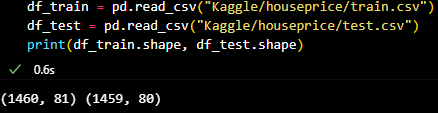 df_train = pd.read_csv("Kaggle/houseprice/train.csv")
df_test = pd.read_csv("Kaggle/houseprice/test.csv")
print(df_train.shape, df_test.shape)
✓ 0.6s
(1460, 81) (1459, 80)